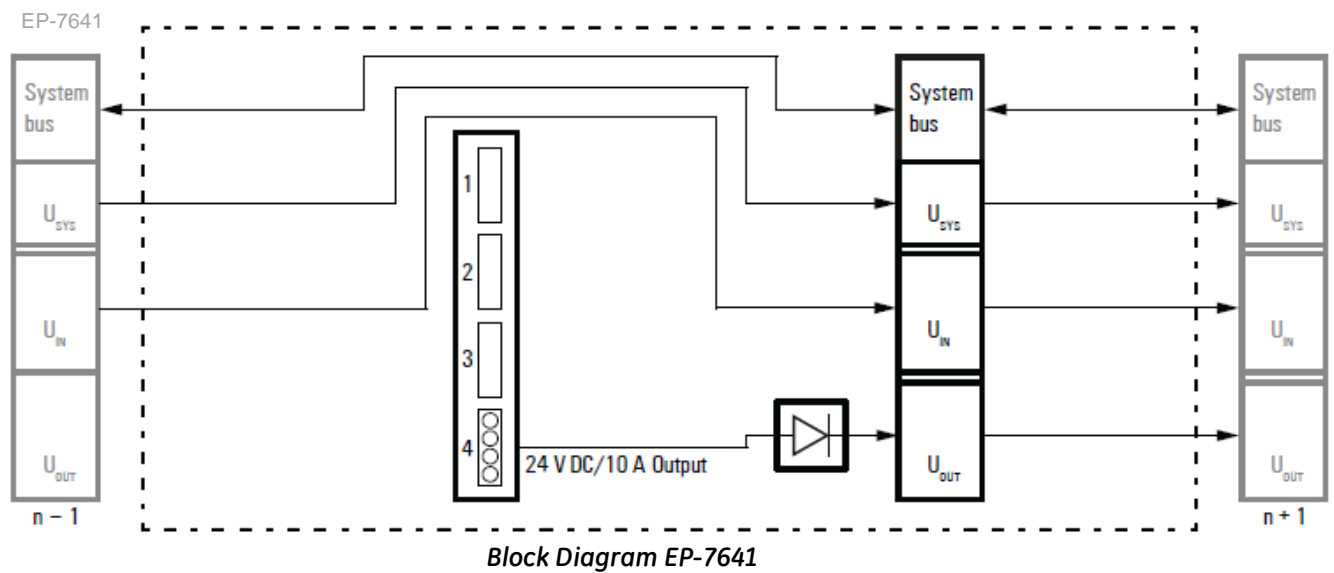 EP-7641
System
bus
U_SYS
U_IN
U_OUT
n – 1
1
2
3
4
24 V DC/10 A Output
System
bus
U_SYS
U_IN
U_OUT
System
bus
U_SYS
U_IN
U_OUT
n + 1
Block Diagram EP-7641